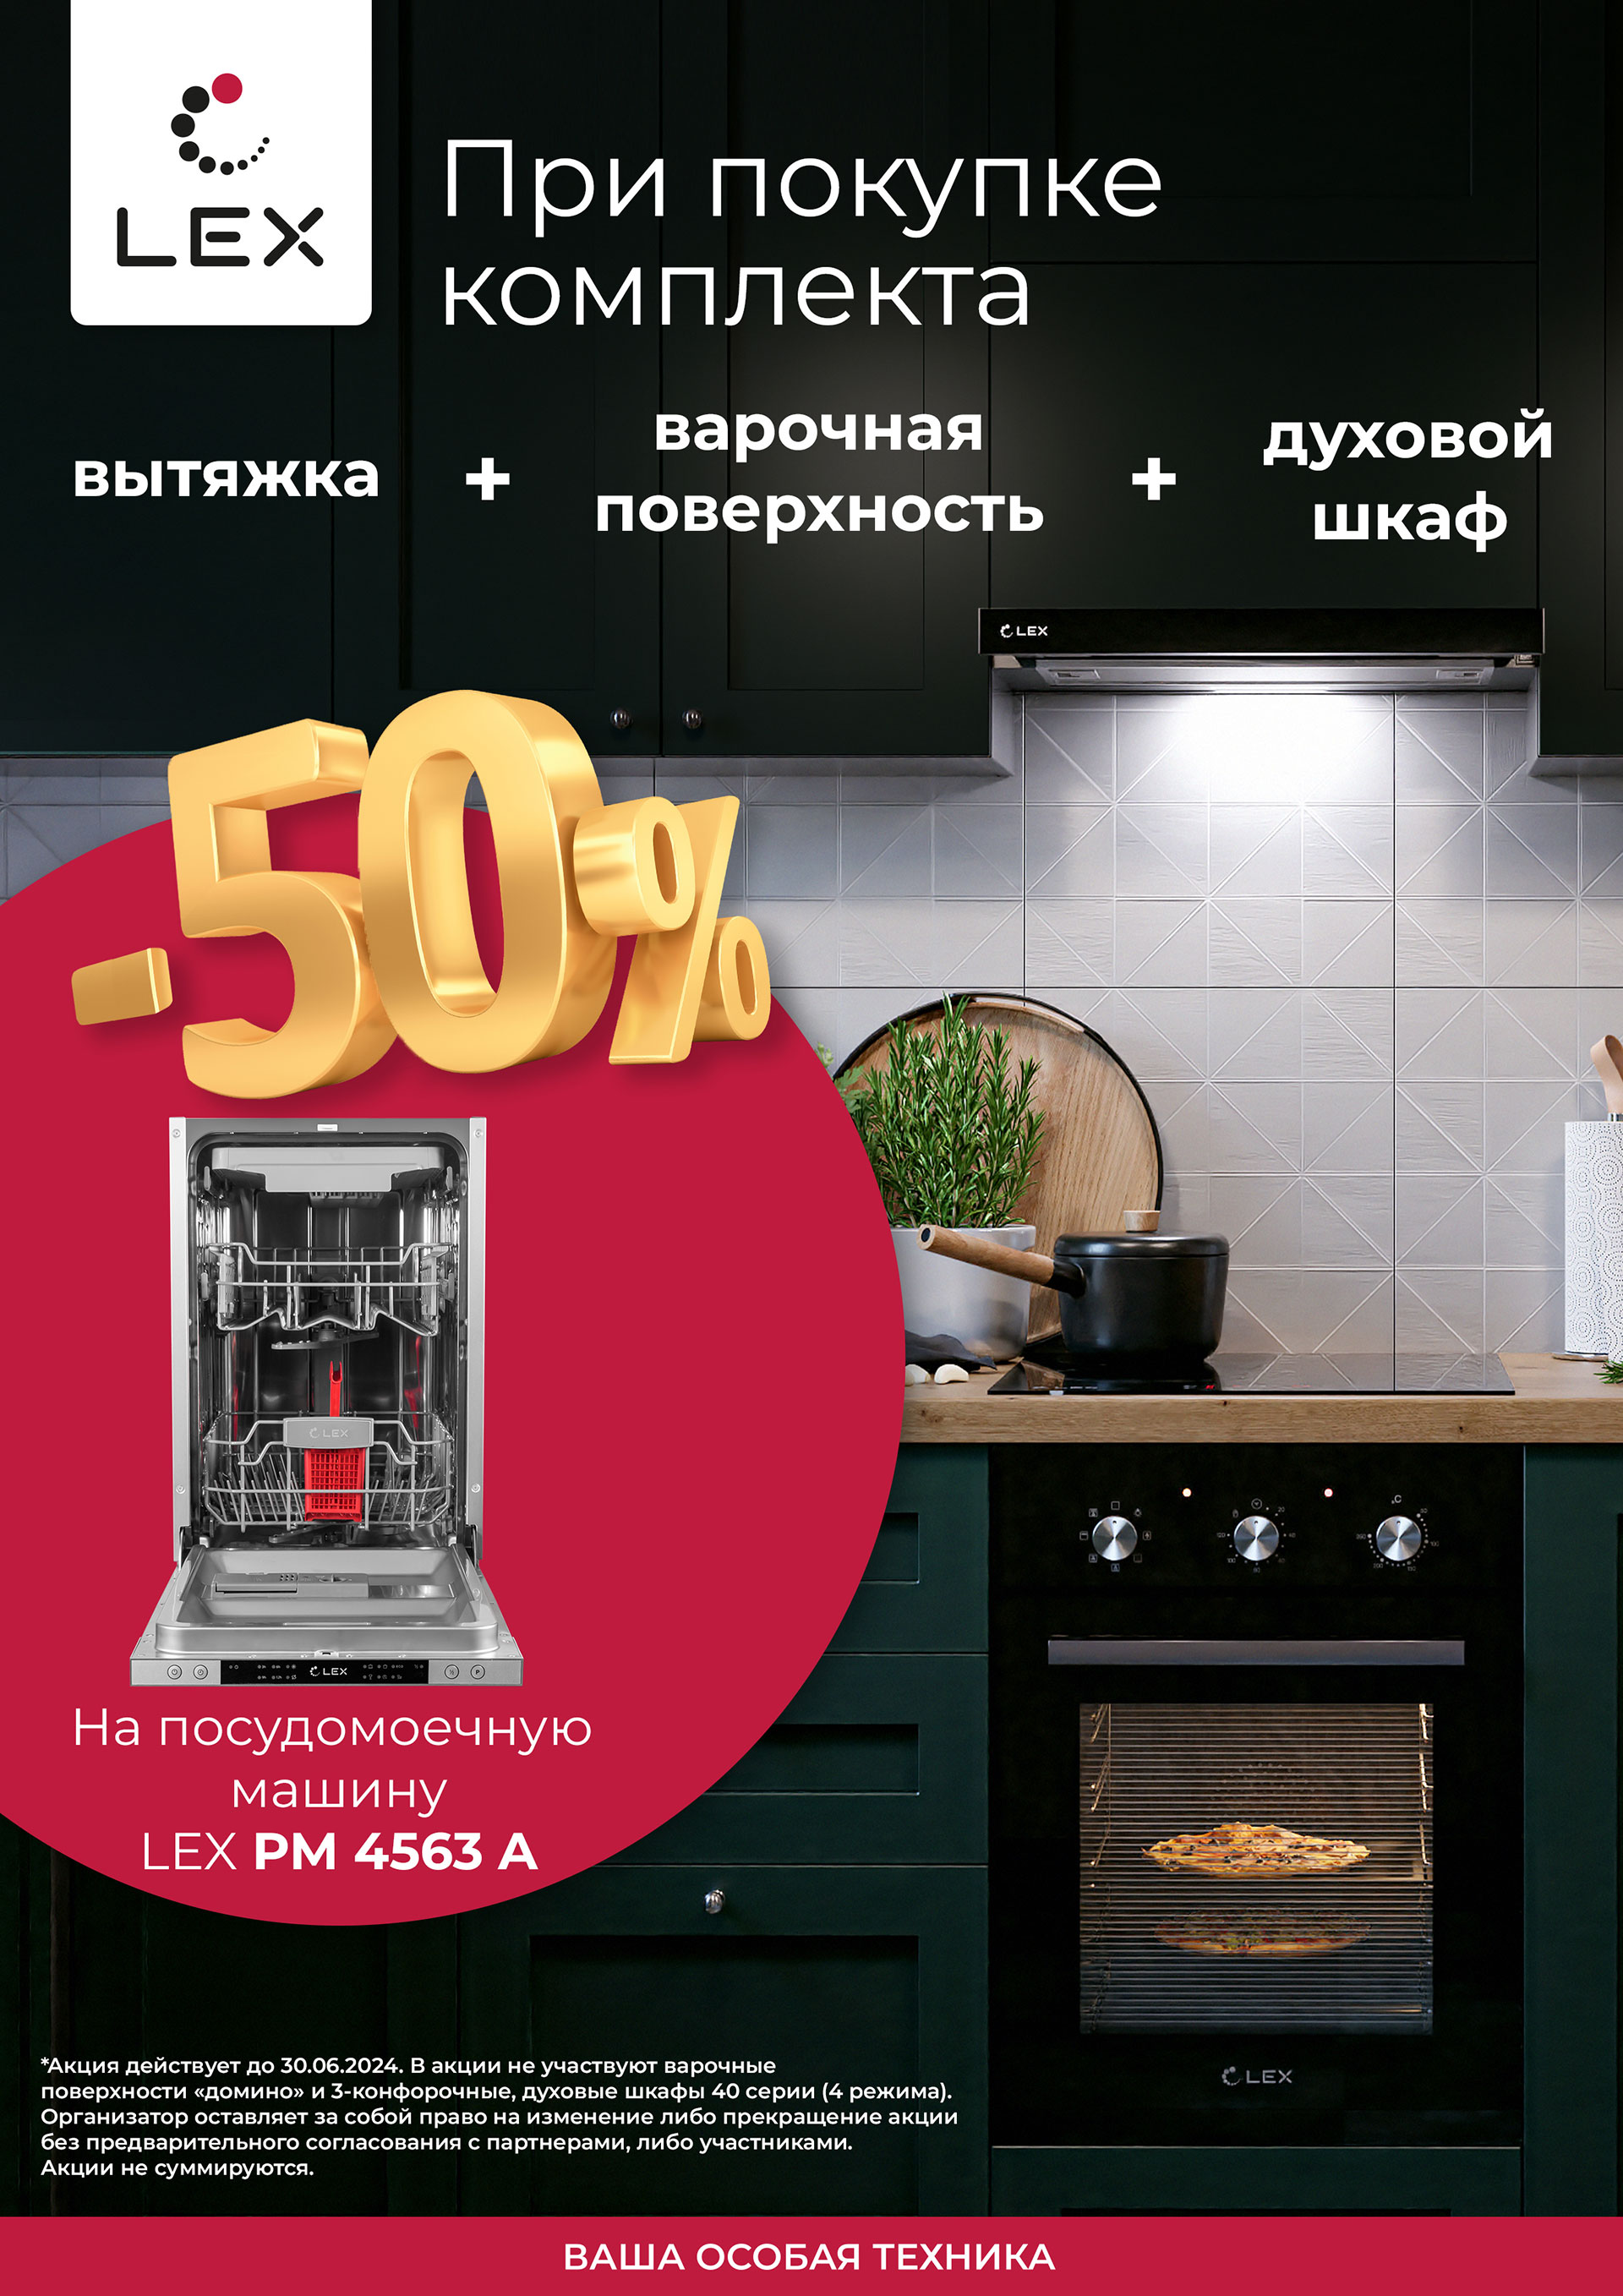 LEX
При покупке
комплекта
вытяжка + варочная поверхность + духовой шкаф
LEX
-50%
LEX
LEX
На посудомоечную
машину
LEX PM 4563 A
LEX
*Акция действует до 30.06.2024. В акции не участвуют варочные
поверхности «домино» и 3-конфорочные, духовые шкафы 40 серии (4 режима).
Организатор оставляет за собой право на изменение либо прекращение акции
без предварительного согласования с партнерами, либо участниками.
Акции не суммируются.
ВАША ОСОБАЯ ТЕХНИКА